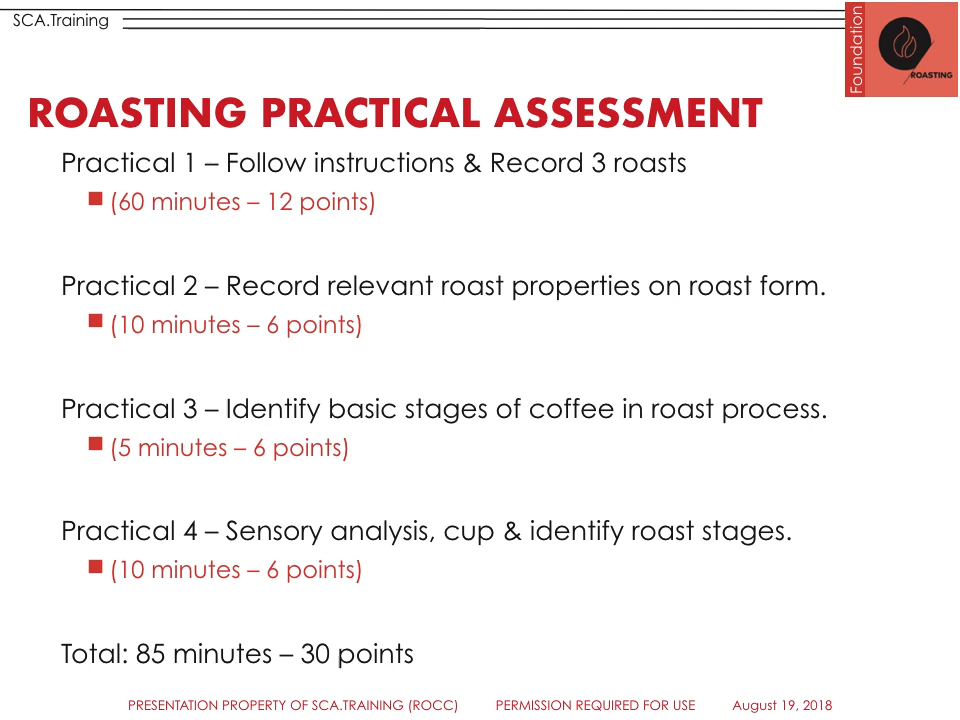 SCA.Training
Foundation
ROASTING
ROASTING PRACTICAL ASSESSMENT
Practical 1 – Follow instructions & Record 3 roasts
(60 minutes – 12 points)
Practical 2 – Record relevant roast properties on roast form.
(10 minutes – 6 points)
Practical 3 – Identify basic stages of coffee in roast process.
(5 minutes – 6 points)
Practical 4 – Sensory analysis, cup & identify roast stages.
(10 minutes – 6 points)
Total: 85 minutes – 30 points
PRESENTATION PROPERTY OF SCA.TRAINING (ROCC) PERMISSION REQUIRED FOR USE August 19, 2018